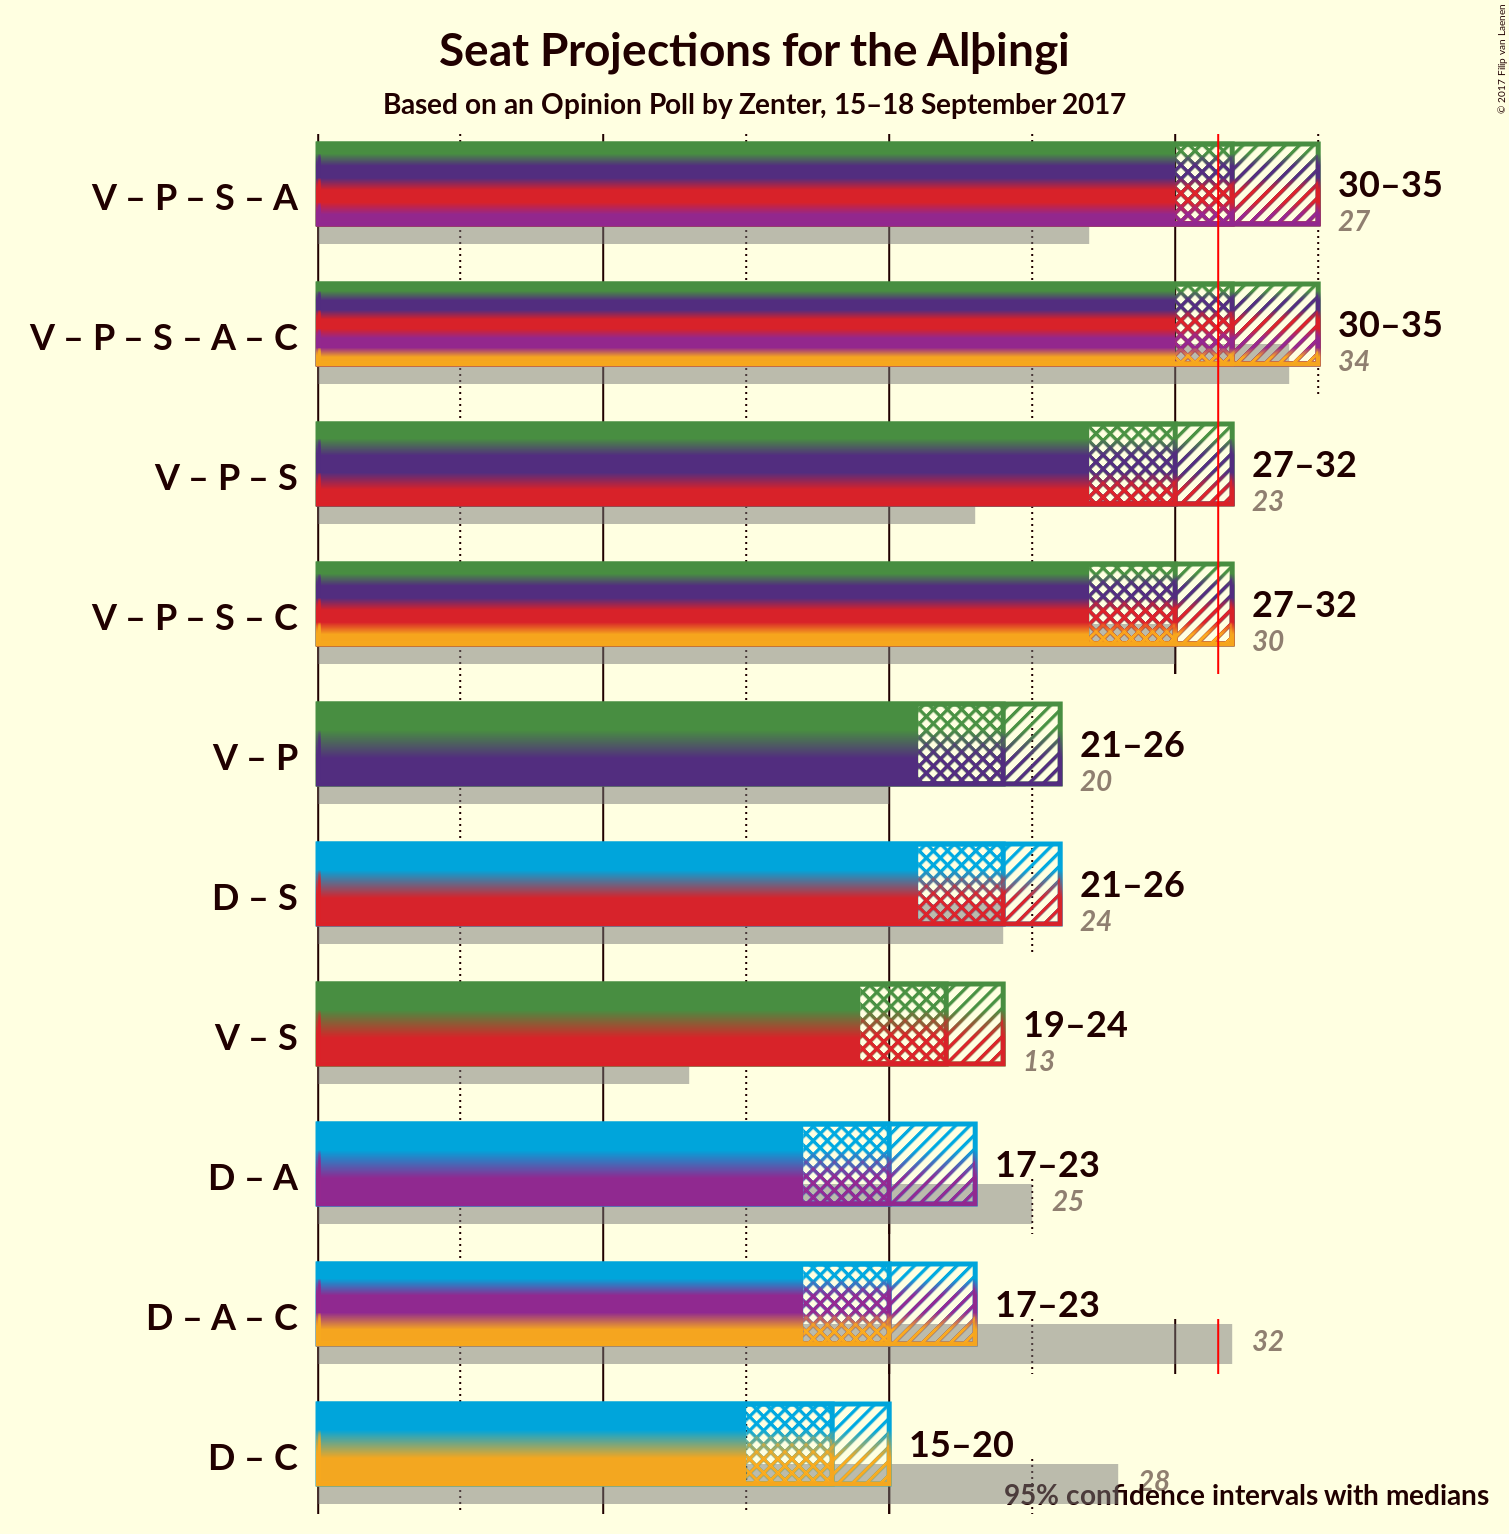 Seat Projections for the Alþingi
Based on an Opinion Poll by Zenter, 15–18 September 2017
© 2017 Filip van Laenen
V – P – S – A
30–35
27
V – P – S – A – C
30–35
34
V – P – S
27–32
23
V – P – S – C
27–32
30
V – P
21–26
20
D – S
21–26
24
V – S
19–24
13
D – A
17–23
25
D – A – C
17–23
32
D – C
15–20
28
95% confidence intervals with medians